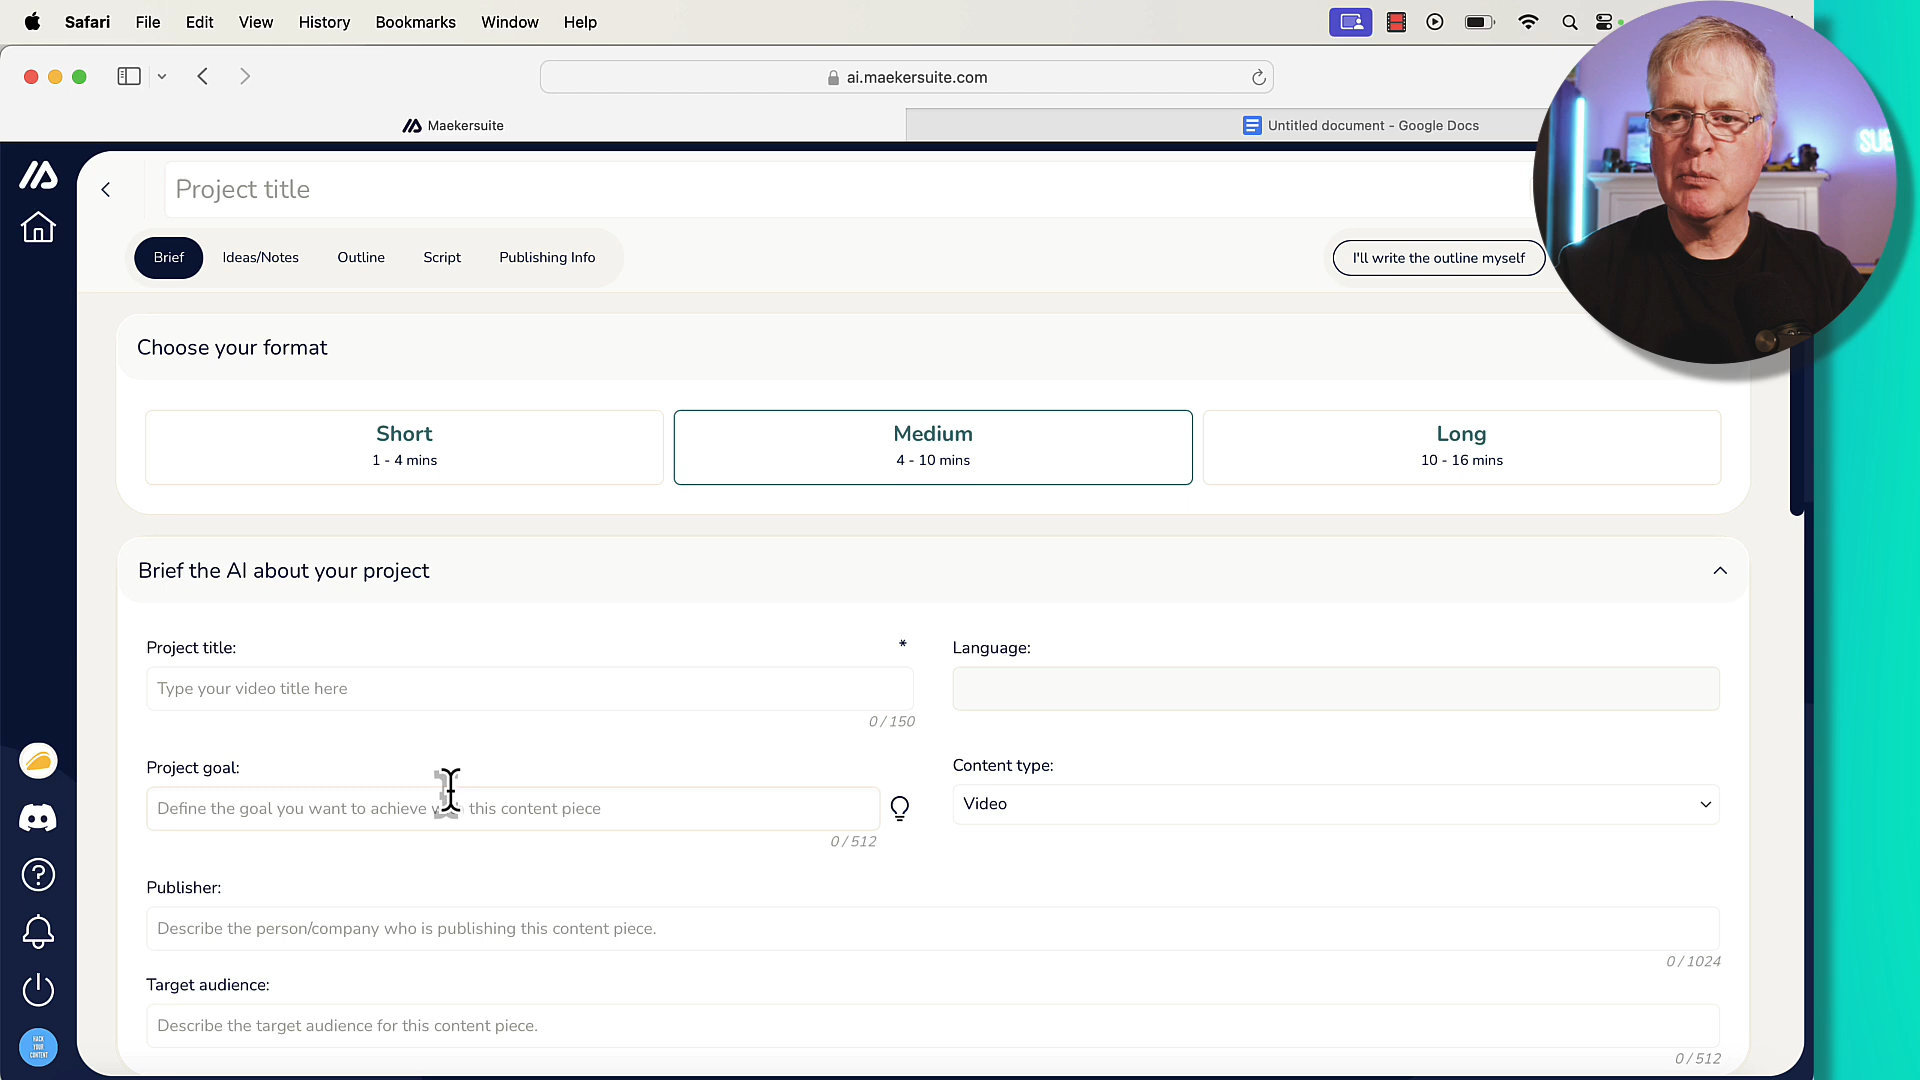 Safari File Edit View History Bookmarks Window Help
ai.maekersuite.com
Maekersuite
Untitled document - Google Docs
Project title
Brief Ideas/Notes Outline Script Publishing Info
I'll write the outline myself
Choose your format
Short
1 - 4 mins
Medium
4 - 10 mins
Long
10 - 16 mins
Brief the AI about your project
Project title: *
Type your video title here
0 / 150
Language:
Project goal:
Define the goal you want to achieve this content piece
0 / 512
Content type:
Video
Publisher:
Describe the person/company who is publishing this content piece.
0 / 1024
Target audience:
Describe the target audience for this content piece.
0 / 512
HACK
YOUR
CONTENT
SUB